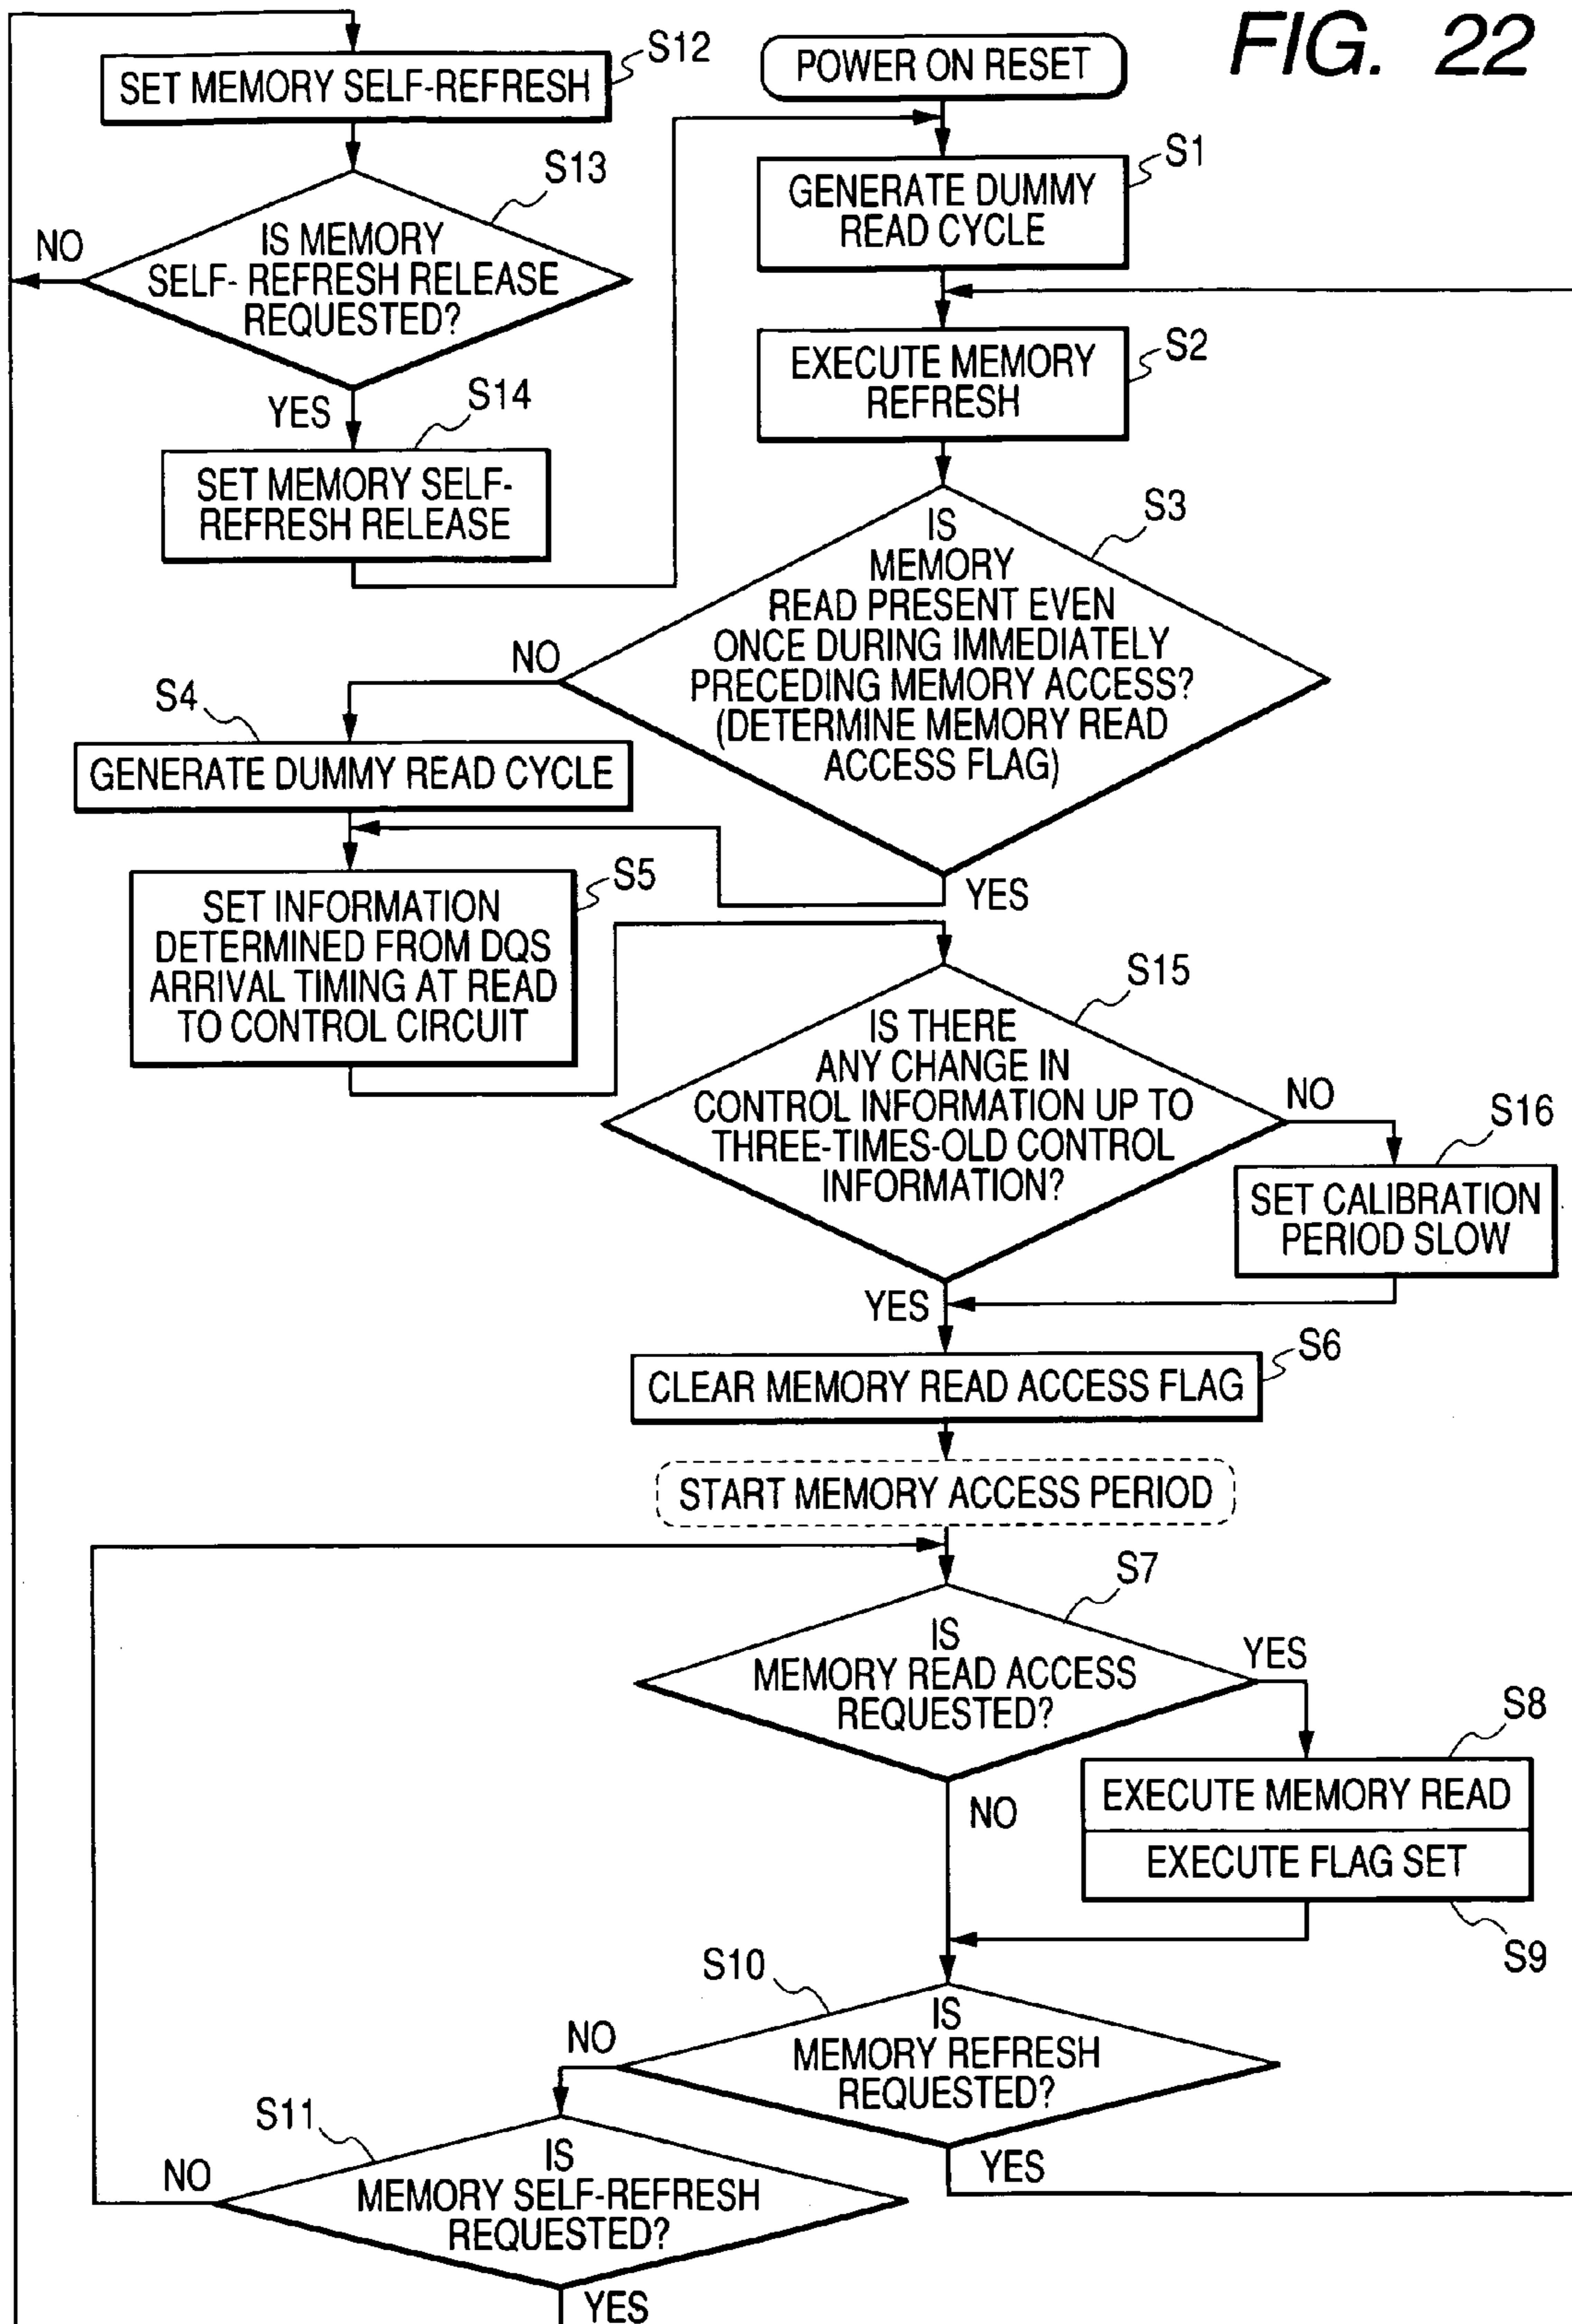 FIG. 22
S12
SET MEMORY SELF-REFRESH
S13
IS MEMORY
SELF- REFRESH RELEASE
REQUESTED?
NO
YES
S14
SET MEMORY SELF-
REFRESH RELEASE
POWER ON RESET
S1
GENERATE DUMMY
READ CYCLE
S2
EXECUTE MEMORY
REFRESH
S3
IS
MEMORY
READ PRESENT EVEN
ONCE DURING IMMEDIATELY
PRECEDING MEMORY ACCESS?
(DETERMINE MEMORY READ
ACCESS FLAG)
NO
YES
S4
GENERATE DUMMY READ CYCLE
S5
SET INFORMATION
DETERMINED FROM DQS
ARRIVAL TIMING AT READ
TO CONTROL CIRCUIT
S15
IS THERE
ANY CHANGE IN
CONTROL INFORMATION UP TO
THREE-TIMES-OLD CONTROL
INFORMATION?
NO
S16
SET CALIBRATION
PERIOD SLOW
YES
S6
CLEAR MEMORY READ ACCESS FLAG
START MEMORY ACCESS PERIOD
S7
IS
MEMORY READ ACCESS
REQUESTED?
YES
NO
S8
EXECUTE MEMORY READ
EXECUTE FLAG SET
S9
S10
IS
MEMORY REFRESH
REQUESTED?
NO
YES
S11
IS
MEMORY SELF-REFRESH
REQUESTED?
NO
YES